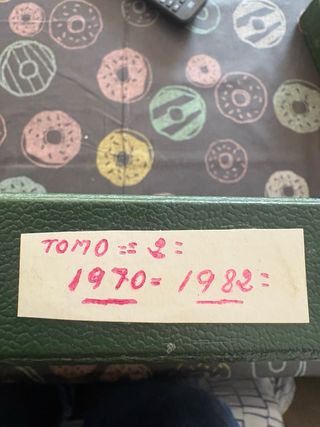 TOMO = 2 =
1970 = 1982 =